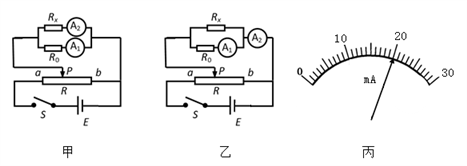 Rx A2
R0 A1
a P b
R
S E
甲
Rx
R0 A1 A2
a P b
R
S E
乙
0 10 20 30
mA
丙